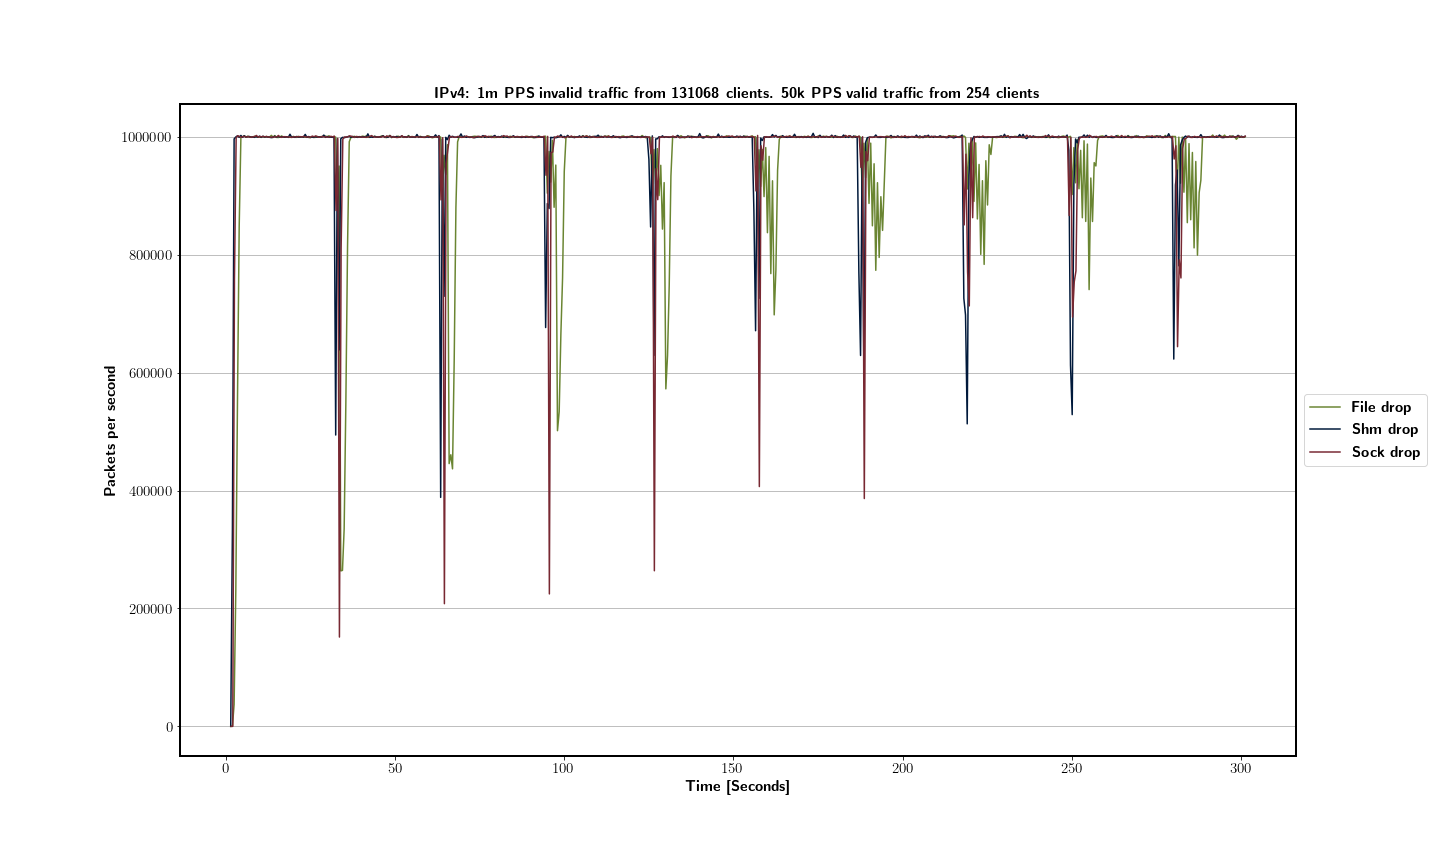 IPv4: 1m PPS invalid traffic from 131068 clients. 50k PPS valid traffic from 254 clients
1000000
800000
600000
400000
200000
0
Packets per second
0 50 100 150 200 250 300
Time [Seconds]
File drop
Shm drop
Sock drop